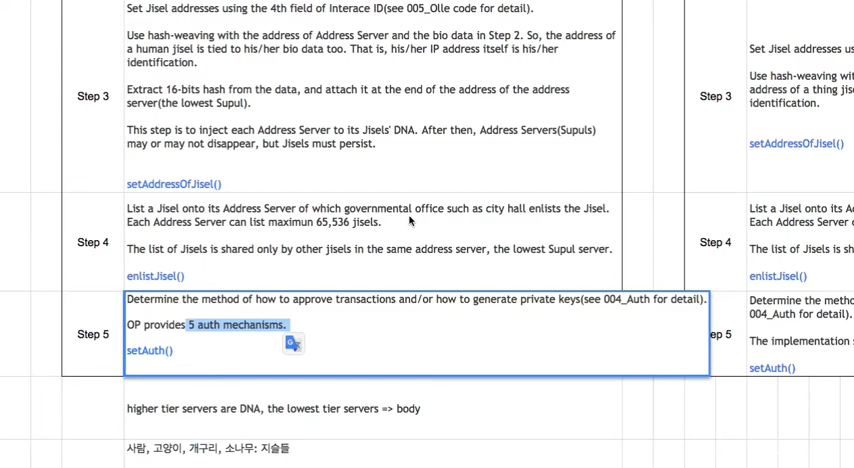 Set Jisel addresses using the 4th field of Interace ID(see 005_Olle code for detail).
Use hash-weaving with the address of Address Server and the bio data in Step 2. So, the address
of a human jisel is tied to his/her bio data too. That is, his/her IP address itself is his/her
identification.
Step 3
Extract 16-bits hash from the data, and attach it at the end of the address of the address
server(the lowest Supul).
This step is to inject each Address Server to its Jisels' DNA. After then, Address Servers(Supuls)
may or may not disappear, but Jisels must persist.
setAddressOfJisel()
Step 3
Set Jisel addresses us
Use hash-weaving wit
address of a thing jise
identification.
setAddressOfJisel()
Step 4
List a Jisel onto its Address Server of which governmental office such as city hall enlists the Jisel.
Each Address Server can list maximun 65,536 jisels.
The list of Jisels is shared only by other jisels in the same address server, the lowest Supul server.
enlistJisel()
Step 4
List a Jisel onto its A
Each Address Server c
The list of Jisels is sh
enlistJisel()
Step 5
Determine the method of how to approve transactions and/or how to generate private keys(see 004_Auth for detail).
OP provides 5 auth mechanisms.
setAuth()
ep 5
Determine the metho
004_Auth for detail).
The implementation s
setAuth()
higher tier servers are DNA, the lowest tier servers => body
사람, 고양이, 개구리, 소나무: 지슬들